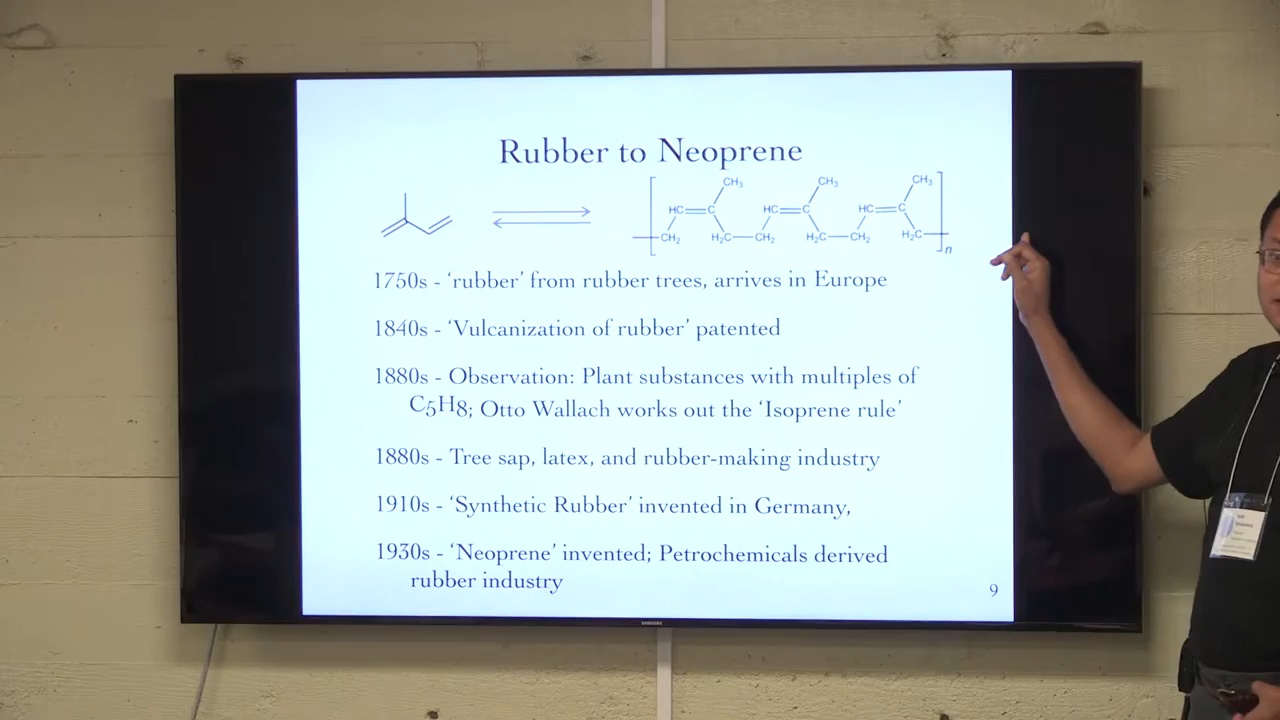 Rubber to Neoprene
CH3 CH3 CH3
HC C HC C HC C
CH2 H2C CH2 H2C CH2 H2C
n
1750s - ‘rubber’ from rubber trees, arrives in Europe
1840s - ‘Vulcanization of rubber’ patented
1880s - Observation: Plant substances with multiples of
C5H8; Otto Wallach works out the ‘Isoprene rule’
1880s - Tree sap, latex, and rubber-making industry
1910s - ‘Synthetic Rubber’ invented in Germany,
1930s - ‘Neoprene’ invented; Petrochemicals derived
rubber industry
9
SAMSUNG